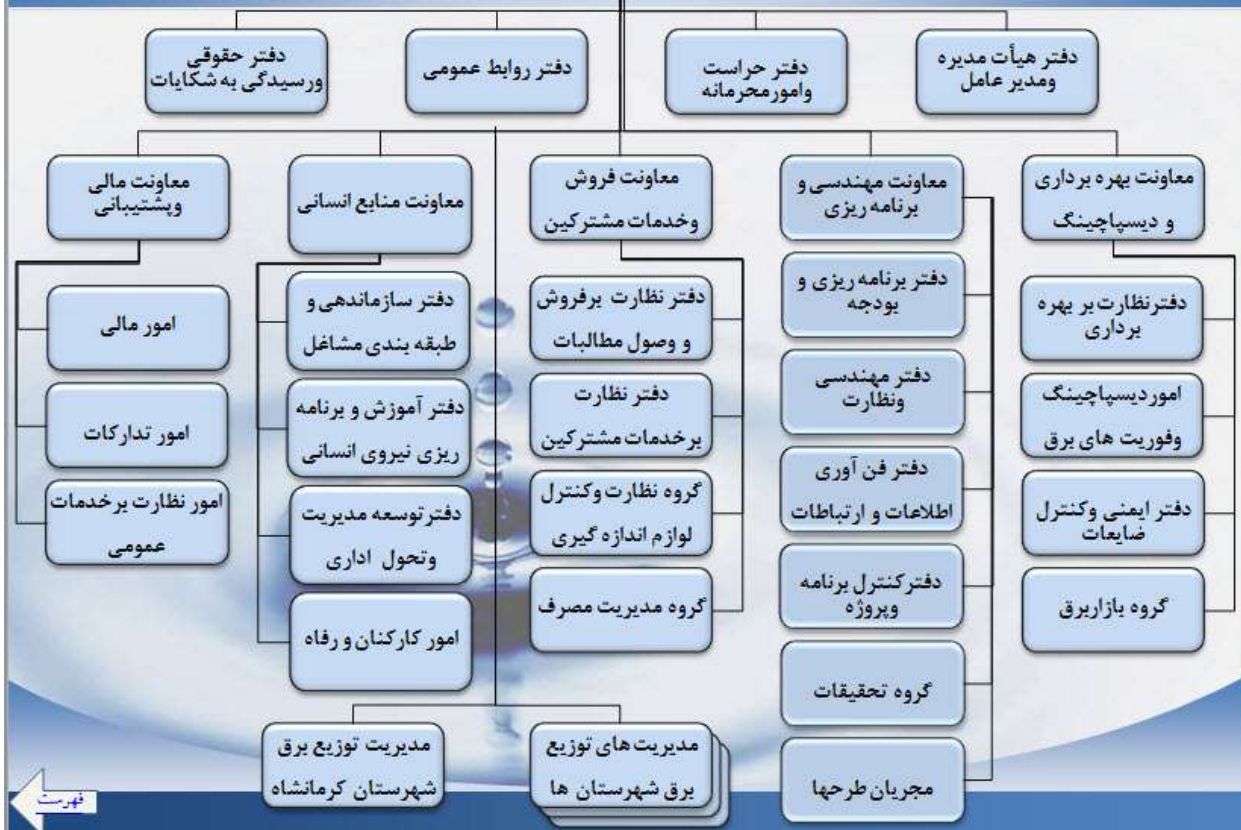 دفتر هیأت مدیره
ومدیر عامل
دفتر حراست
وامورمحرمانه
دفتر روابط عمومی
دفتر حقوقی
ورسیدگی به شکایات
معاونت بهره برداری
و دیسپاچینگ
دفترنظارت بر بهره
برداری
اموردیسپاچینگ
وفوریت های برق
دفتر ایمنی وکنترل
ضایعات
گروه بازاربرق
معاونت مهندسی و
برنامه ریزی
دفتر برنامه ریزی و
بودجه
دفتر مهندسی
ونظارت
دفتر فن آوری
اطلاعات و ارتباطات
دفترکنترل برنامه
وپروژه
گروه تحقیقات
مجریان طرحها
معاونت فروش
وخدمات مشترکین
دفتر نظارت برفروش
و وصول مطالبات
دفتر نظارت
برخدمات مشترکین
گروه نظارت وکنترل
لوازم اندازه گیری
گروه مدیریت مصرف
معاونت منابع انسانی
دفتر سازماندهی و
طبقه بندی مشاغل
دفتر آموزش و برنامه
ریزی نیروی انسانی
دفترتوسعه مدیریت
وتحول اداری
امور کارکنان و رفاه
معاونت مالی
وپشتیبانی
امور مالی
امور تدارکات
امور نظارت برخدمات
عمومی
مدیریت های توزیع
برق شهرستان ها
مدیریت توزیع برق
شهرستان کرمانشاه
فهرست